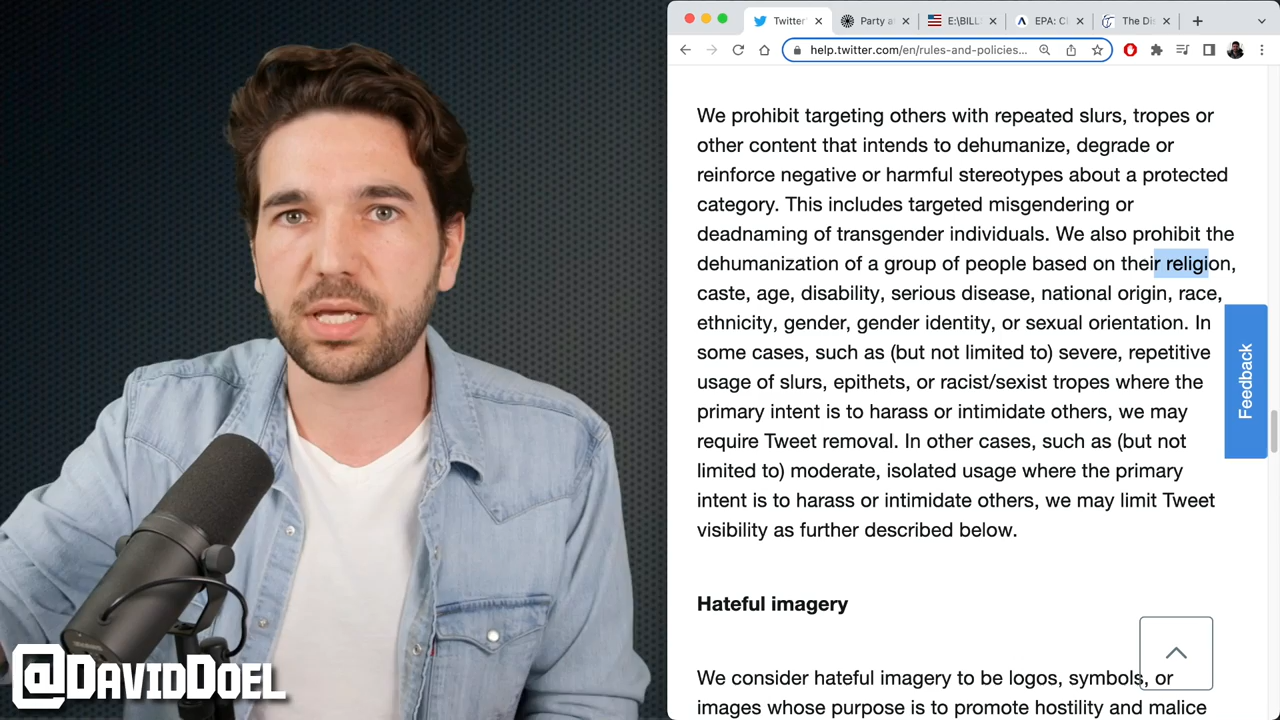 Twitter'
Party a
E:\BILL
EPA: Cl
The Di
help.twitter.com/en/rules-and-policies...
We prohibit targeting others with repeated slurs, tropes or
other content that intends to dehumanize, degrade or
reinforce negative or harmful stereotypes about a protected
category. This includes targeted misgendering or
deadnaming of transgender individuals. We also prohibit the
dehumanization of a group of people based on their religion,
caste, age, disability, serious disease, national origin, race,
ethnicity, gender, gender identity, or sexual orientation. In
some cases, such as (but not limited to) severe, repetitive
usage of slurs, epithets, or racist/sexist tropes where the
primary intent is to harass or intimidate others, we may
require Tweet removal. In other cases, such as (but not
limited to) moderate, isolated usage where the primary
intent is to harass or intimidate others, we may limit Tweet
visibility as further described below.
Feedback
Hateful imagery
We consider hateful imagery to be logos, symbols, or
images whose purpose is to promote hostility and malice
@DavidDoel